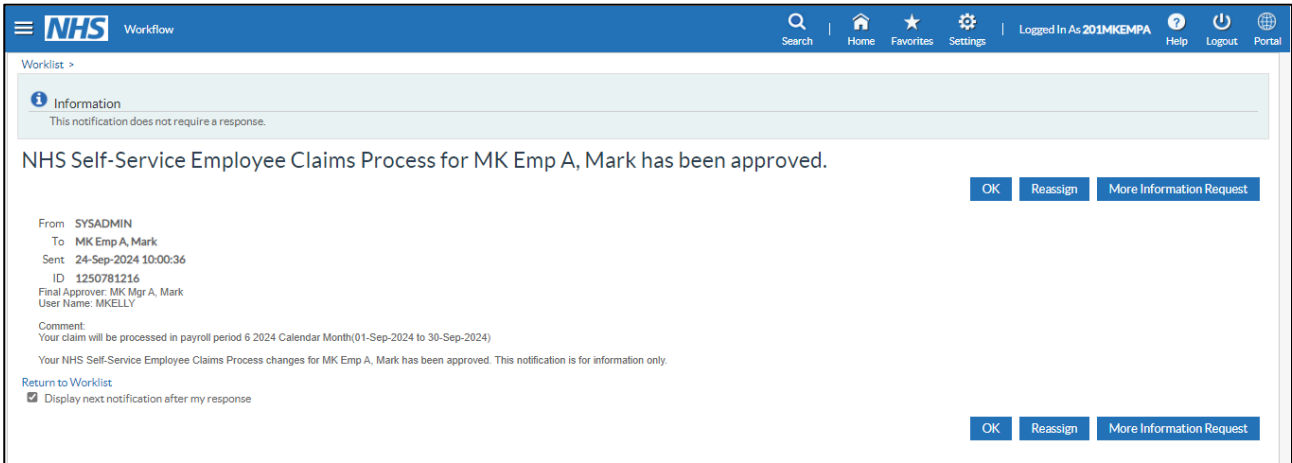 NHS Workflow
Search Home Favorites Settings Logged In As 201MKEMPA Help Logout Portal
Worklist >
Information
This notification does not require a response.
NHS Self-Service Employee Claims Process for MK Emp A, Mark has been approved.
OK Reassign More Information Request
From SYSADMIN
To MK Emp A, Mark
Sent 24-Sep-2024 10:00:36
ID 1250781216
Final Approver: MK Mgr A, Mark
User Name: MKELLY
Comment:
Your claim will be processed in payroll period 6 2024 Calendar Month(01-Sep-2024 to 30-Sep-2024)
Your NHS Self-Service Employee Claims Process changes for MK Emp A, Mark has been approved. This notification is for information only.
Return to Worklist
Display next notification after my response
OK Reassign More Information Request